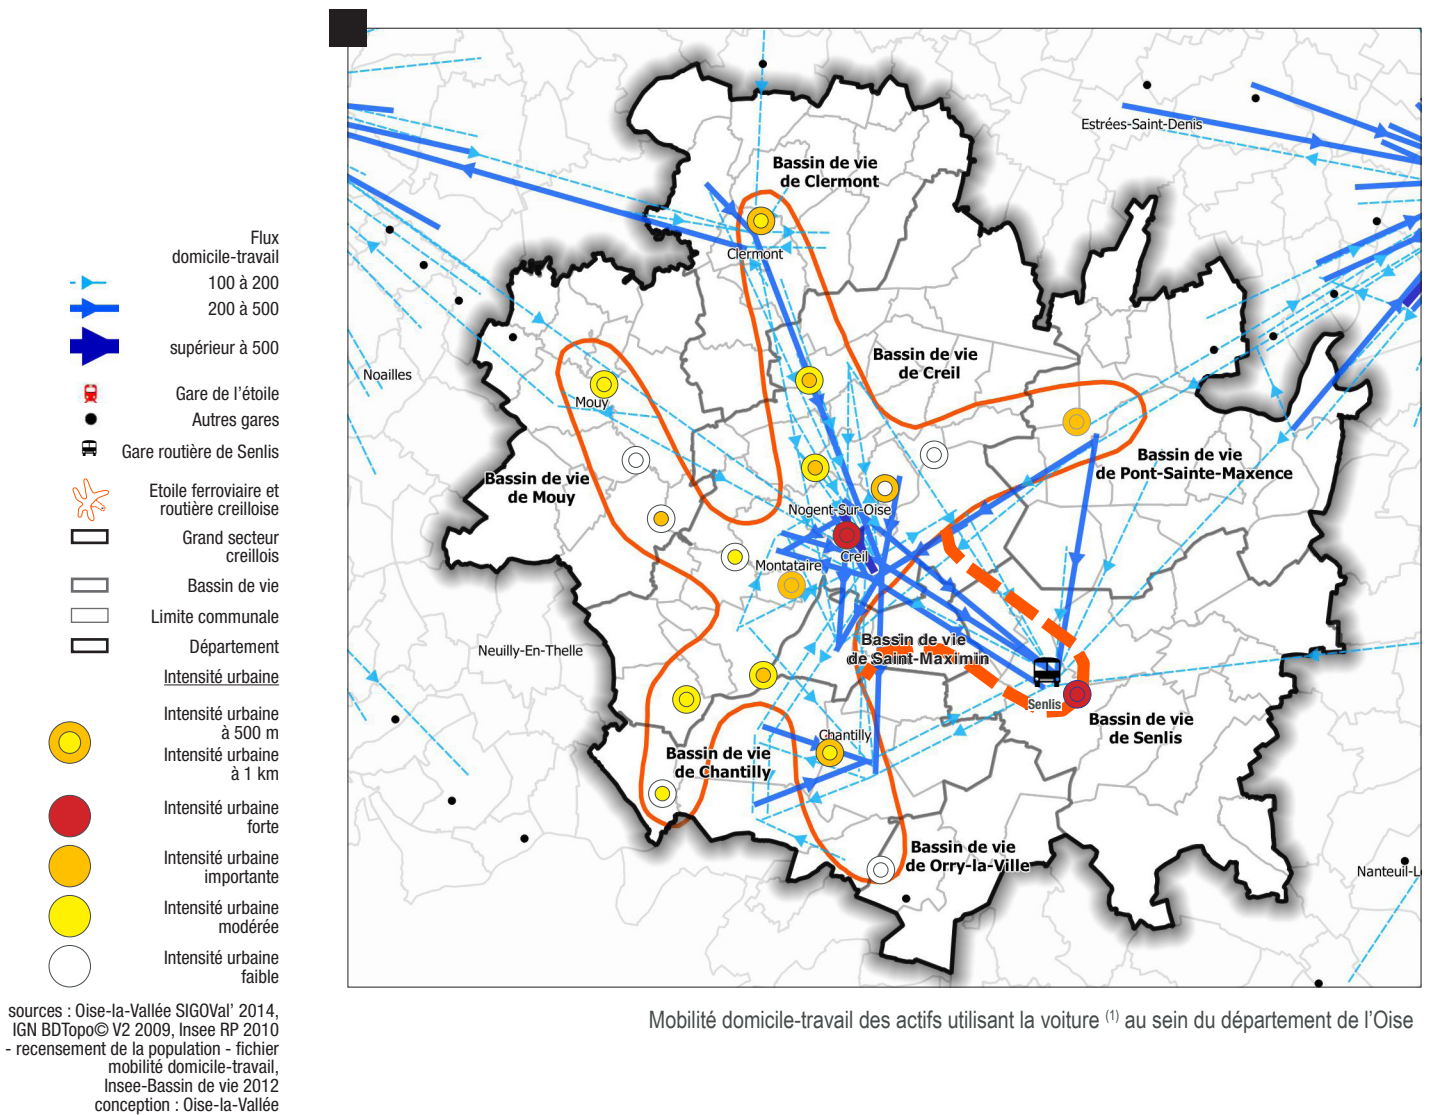 Flux
domicile-travail
100 à 200
200 à 500
supérieur à 500
Gare de l'étoile
Autres gares
Gare routière de Senlis
Etoile ferroviaire et
routière creilloise
Grand secteur
creillois
Bassin de vie
Limite communale
Département
Intensité urbaine
Intensité urbaine
à 500 m
Intensité urbaine
à 1 km
Intensité urbaine
forte
Intensité urbaine
importante
Intensité urbaine
modérée
Intensité urbaine
faible
sources : Oise-la-Vallée SIGOVal' 2014,
IGN BDTopo© V2 2009, Insee RP 2010
- recensement de la population - fichier
mobilité domicile-travail,
Insee-Bassin de vie 2012
conception : Oise-la-Vallée
Estrées-Saint-Denis
Bassin de vie
de Clermont
Clermont
Noailles
Bassin de vie
de Creil
Mouy
Bassin de vie
de Mouy
Bassin de vie
de Pont-Sainte-Maxence
Nogent-Sur-Oise
Creil
Montataire
Neuilly-En-Thelle
Bassin de vie
de Saint-Maximin
Senlis
Bassin de vie
de Senlis
Chantilly
Bassin de vie
de Chantilly
Bassin de vie
de Orry-la-Ville
Nanteuil-L
Mobilité domicile-travail des actifs utilisant la voiture (1) au sein du département de l'Oise